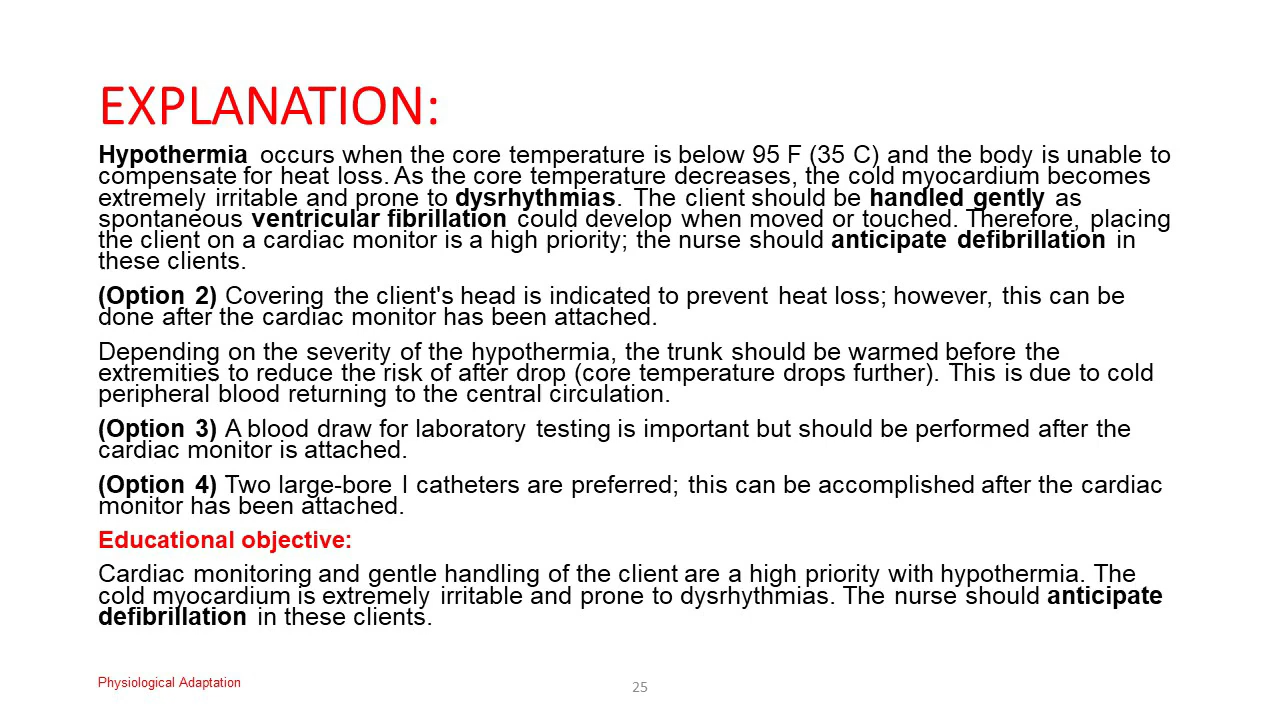 EXPLANATION:
Hypothermia occurs when the core temperature is below 95 F (35 C) and the body is unable to
compensate for heat loss. As the core temperature decreases, the cold myocardium becomes
extremely irritable and prone to dysrhythmias. The client should be handled gently as
spontaneous ventricular fibrillation could develop when moved or touched. Therefore, placing
the client on a cardiac monitor is a high priority; the nurse should anticipate defibrillation in
these clients.
(Option 2) Covering the client's head is indicated to prevent heat loss; however, this can be
done after the cardiac monitor has been attached.
Depending on the severity of the hypothermia, the trunk should be warmed before the
extremities to reduce the risk of after drop (core temperature drops further). This is due to cold
peripheral blood returning to the central circulation.
(Option 3) A blood draw for laboratory testing is important but should be performed after the
cardiac monitor is attached.
(Option 4) Two large-bore I catheters are preferred; this can be accomplished after the cardiac
monitor has been attached.
Educational objective:
Cardiac monitoring and gentle handling of the client are a high priority with hypothermia. The
cold myocardium is extremely irritable and prone to dysrhythmias. The nurse should anticipate
defibrillation in these clients.
Physiological Adaptation
25